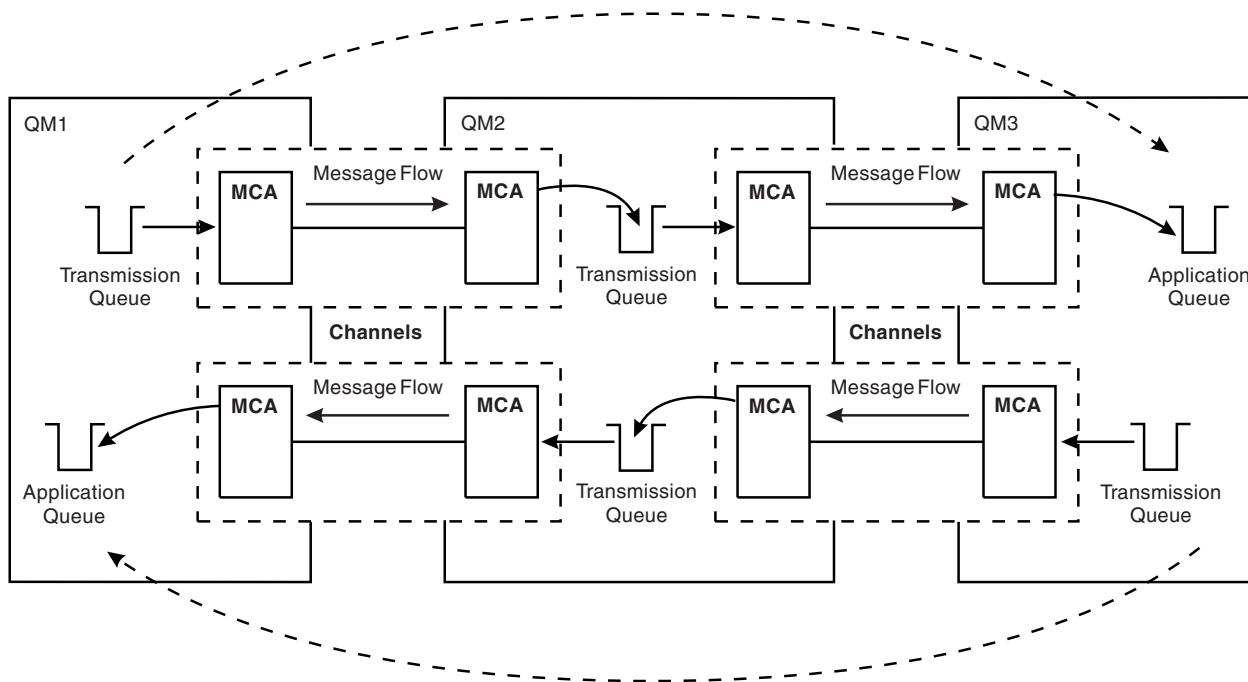 QM1
QM2
QM3
MCA
Message Flow
MCA
MCA
Message Flow
MCA
Transmission
Queue
Transmission
Queue
Application
Queue
Channels
Channels
MCA
Message Flow
MCA
MCA
Message Flow
MCA
Application
Queue
Transmission
Queue
Transmission
Queue